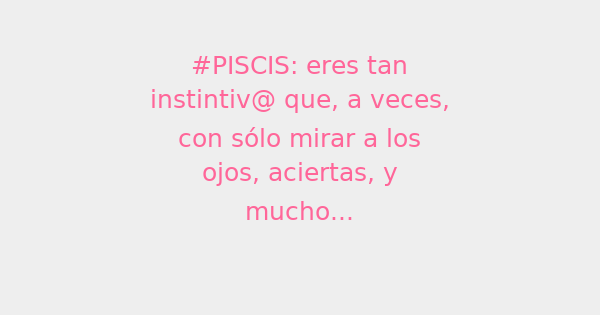 #PISCIS: eres tan
instintiv@ que, a veces,
con sólo mirar a los
ojos, aciertas, y
mucho...